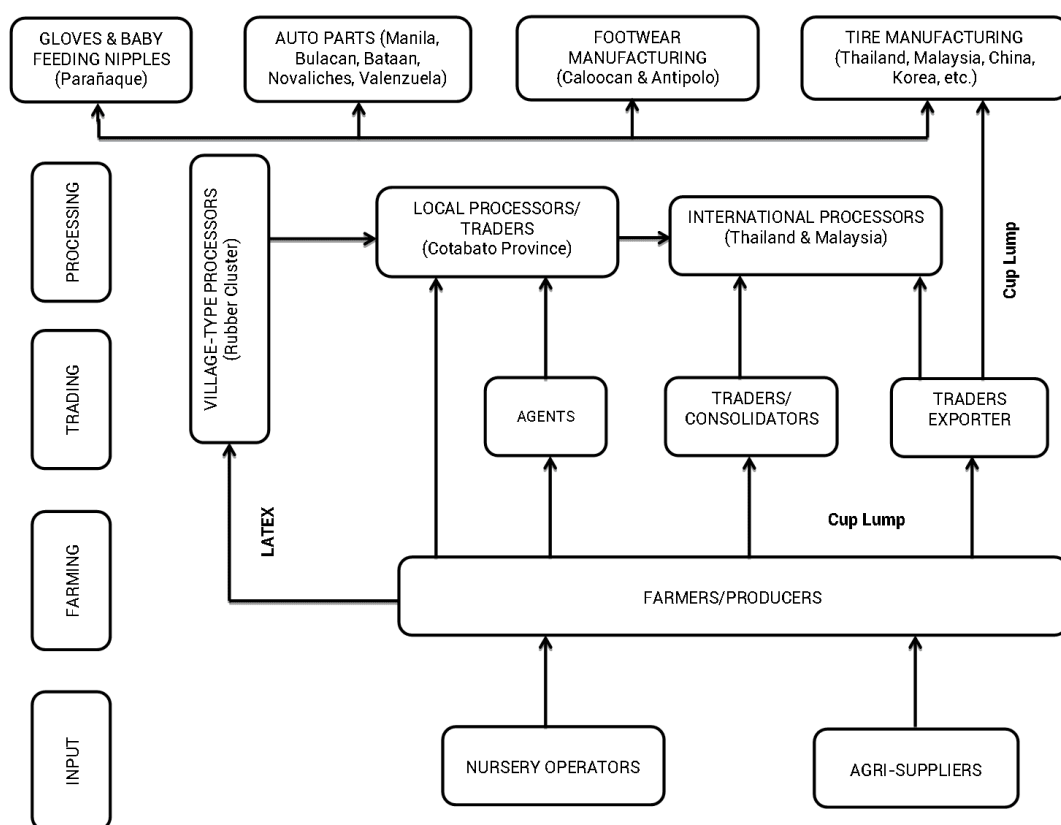 GLOVES & BABY
FEEDING NIPPLES
(Parañaque)
AUTO PARTS (Manila,
Bulacan, Bataan,
Novaliches, Valenzuela)
FOOTWEAR
MANUFACTURING
(Caloocan & Antipolo)
TIRE MANUFACTURING
(Thailand, Malaysia, China,
Korea, etc.)
PROCESSING
VILLAGE-TYPE PROCESSORS
(Rubber Cluster)
LOCAL PROCESSORS/
TRADERS
(Cotabato Province)
INTERNATIONAL PROCESSORS
(Thailand & Malaysia)
Cup Lump
TRADING
AGENTS
TRADERS/
CONSOLIDATORS
TRADERS
EXPORTER
LATEX
Cup Lump
FARMING
FARMERS/PRODUCERS
INPUT
NURSERY OPERATORS
AGRI-SUPPLIERS